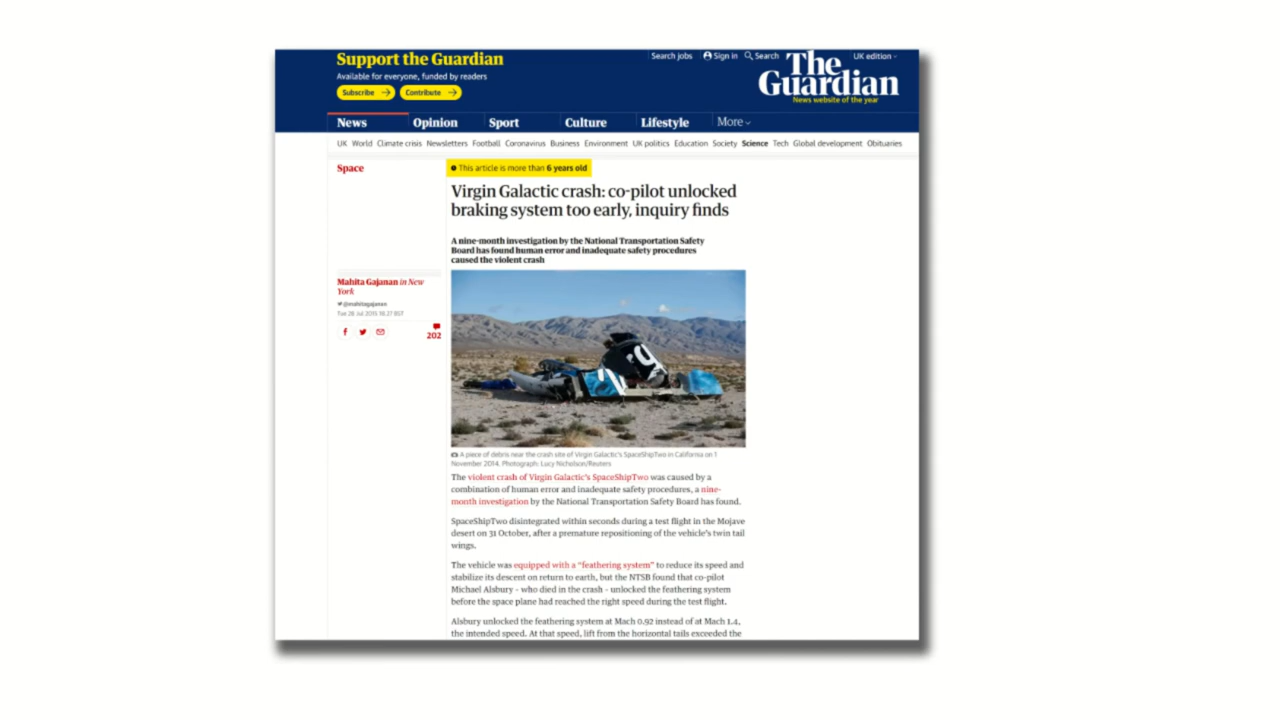 Support the Guardian
Available for everyone, funded by readers
Subscribe → Contribute →
Search jobs Sign in Search UK edition
The
Guardian
News website of the year
News Opinion Sport Culture Lifestyle More
UK World Climate crisis Newsletters Football Coronavirus Business Environment UK politics Education Society Science Tech Global development Obituaries
Space
This article is more than 6 years old
Virgin Galactic crash: co-pilot unlocked
braking system too early, inquiry finds
A nine-month investigation by the National Transportation Safety
Board has found human error and inadequate safety procedures
caused the violent crash
Mahita Gajanan in New
York
@mahitagajanan
Tue 28 Jul 2015 18.27 BST
202
A piece of debris near the crash site of Virgin Galactic's SpaceShipTwo in California on 1
November 2014. Photograph: Lucy Nicholson/Reuters
The violent crash of Virgin Galactic's SpaceShipTwo was caused by a
combination of human error and inadequate safety procedures, a nine-
month investigation by the National Transportation Safety Board has found.
SpaceShipTwo disintegrated within seconds during a test flight in the Mojave
desert on 31 October, after a premature repositioning of the vehicle's twin tail
wings.
The vehicle was equipped with a “feathering system” to reduce its speed and
stabilize its descent on return to earth, but the NTSB found that co-pilot
Michael Alsbury – who died in the crash – unlocked the feathering system
before the space plane had reached the right speed during the test flight.
Alsbury unlocked the feathering system at Mach 0.92 instead of at Mach 1.4,
the intended speed. At that speed, lift from the horizontal tails exceeded the